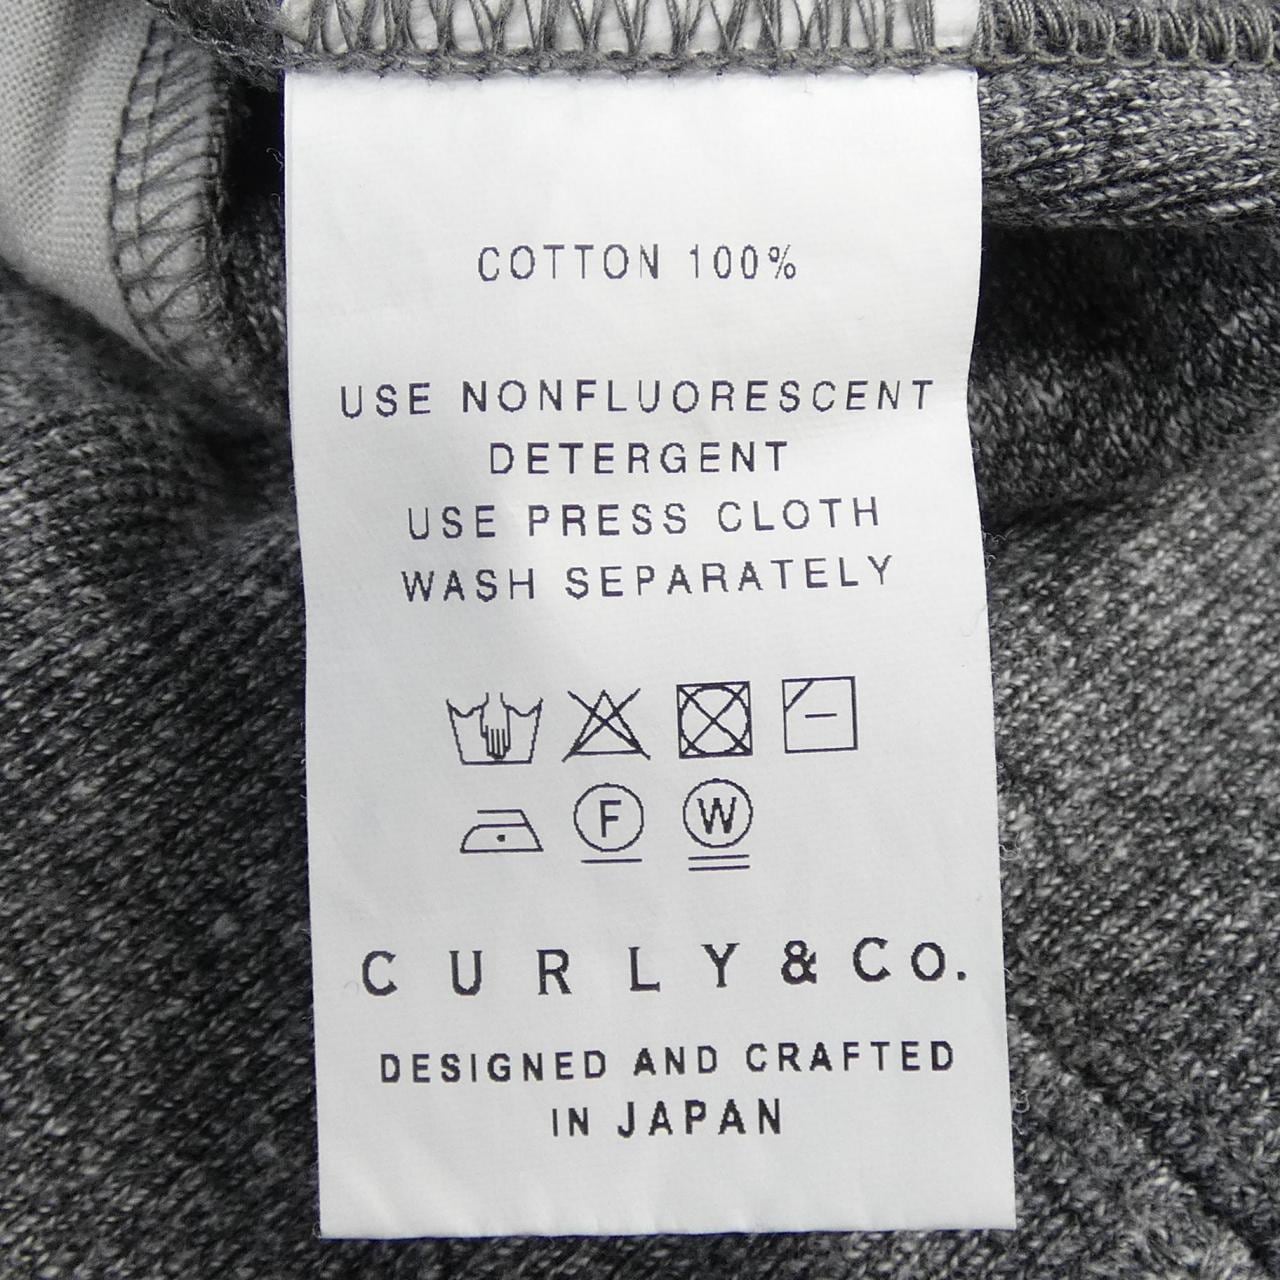 COTTON 100%
USE NONFLUORESCENT
DETERGENT
USE PRESS CLOTH
WASH SEPARATELY
F W
CURLY & Co.
DESIGNED AND CRAFTED
IN JAPAN